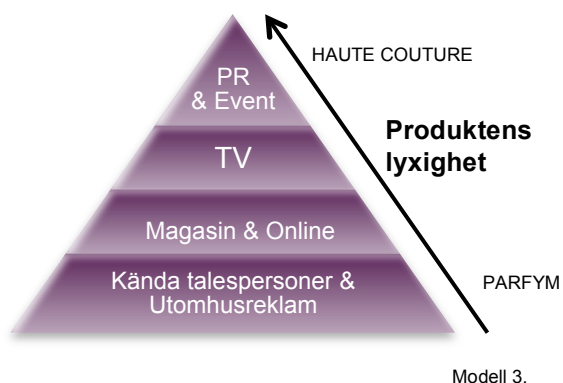 HAUTE COUTURE
PR
& Event
Produktens
lyxighet
TV
Magasin & Online
Kända talespersoner &
Utomhusreklam
PARFYM
Modell 3.